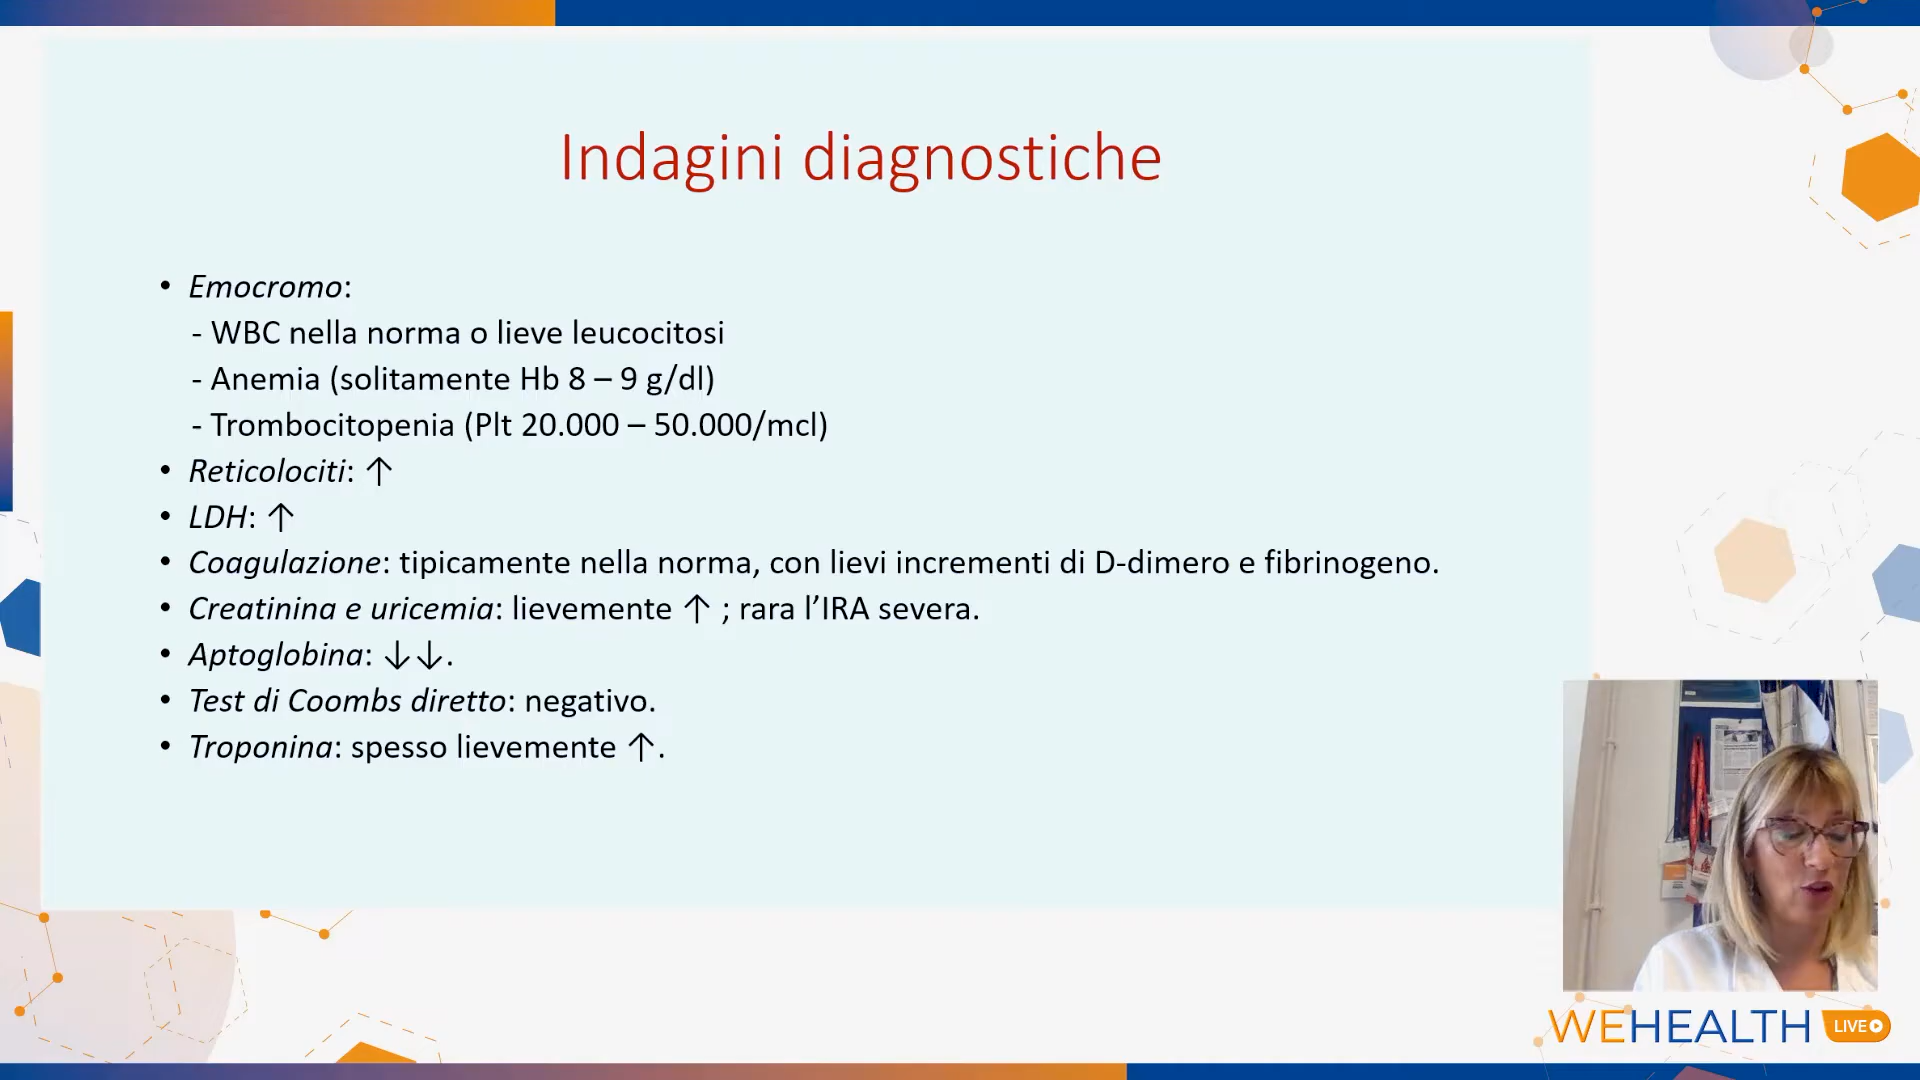 Indagini diagnostiche
• Emocromo:
- WBC nella norma o lieve leucocitosi
- Anemia (solitamente Hb 8 – 9 g/dl)
- Trombocitopenia (Plt 20.000 – 50.000/mcl)
• Reticolociti: ↑
• LDH: ↑
• Coagulazione: tipicamente nella norma, con lievi incrementi di D-dimero e fibrinogeno.
• Creatinina e uricemia: lievemente ↑ ; rara l’IRA severa.
• Aptoglobina: ↓↓.
• Test di Coombs diretto: negativo.
• Troponina: spesso lievemente ↑.
WEHEALTH LIVE